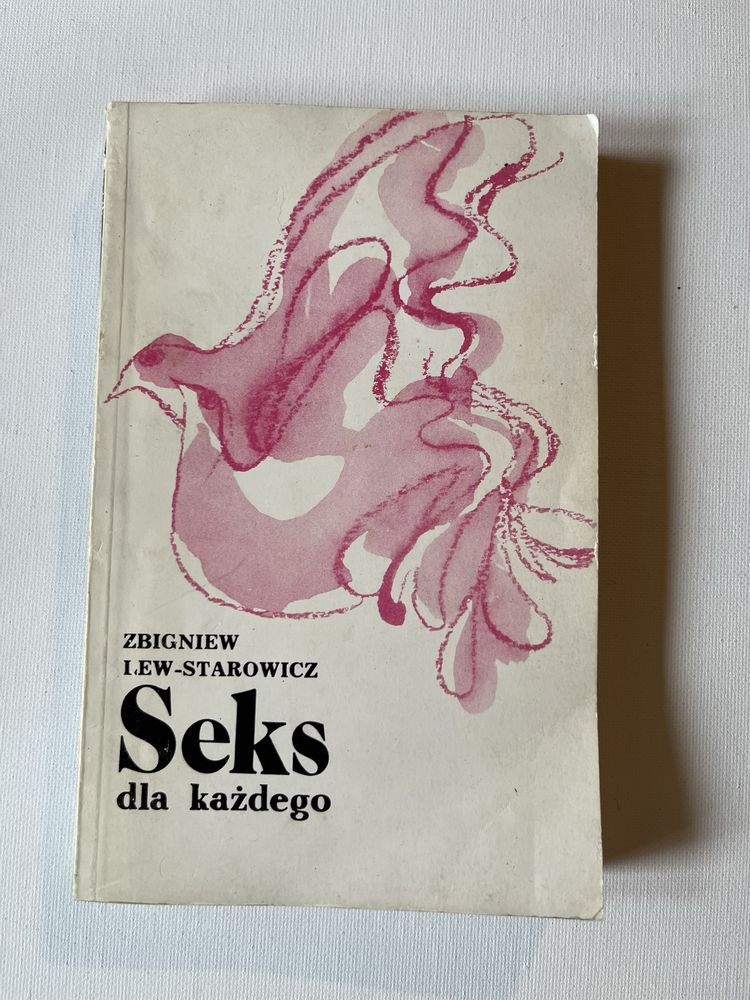 ZBIGNIEW
LEW-STAROWICZ
Seks
dla każdego